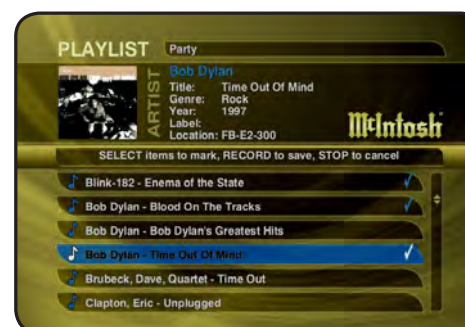 PLAYLIST Party
ARTIST
Bob Dylan
Title: Time Out Of Mind
Genre: Rock
Year: 1997
Label:
Location: FB-E2-300
McIntosh
SELECT items to mark, RECORD to save, STOP to cancel
Blink-182 - Enema of the State
Bob Dylan - Blood On The Tracks
Bob Dylan - Bob Dylan's Greatest Hits
Bob Dylan - Time Out Of Mind
Brubeck, Dave, Quartet - Time Out
Clapton, Eric - Unplugged